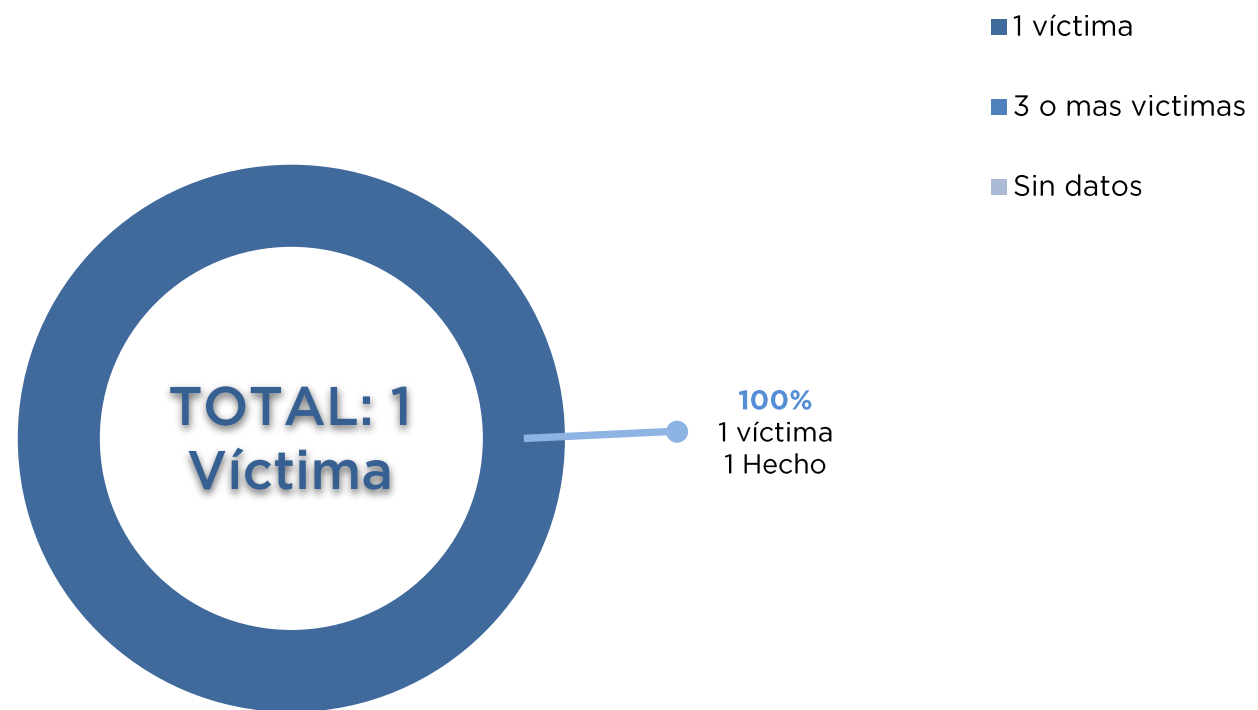 1 víctima
3 o mas victimas
Sin datos
TOTAL: 1
Víctima
100%
1 víctima
1 Hecho